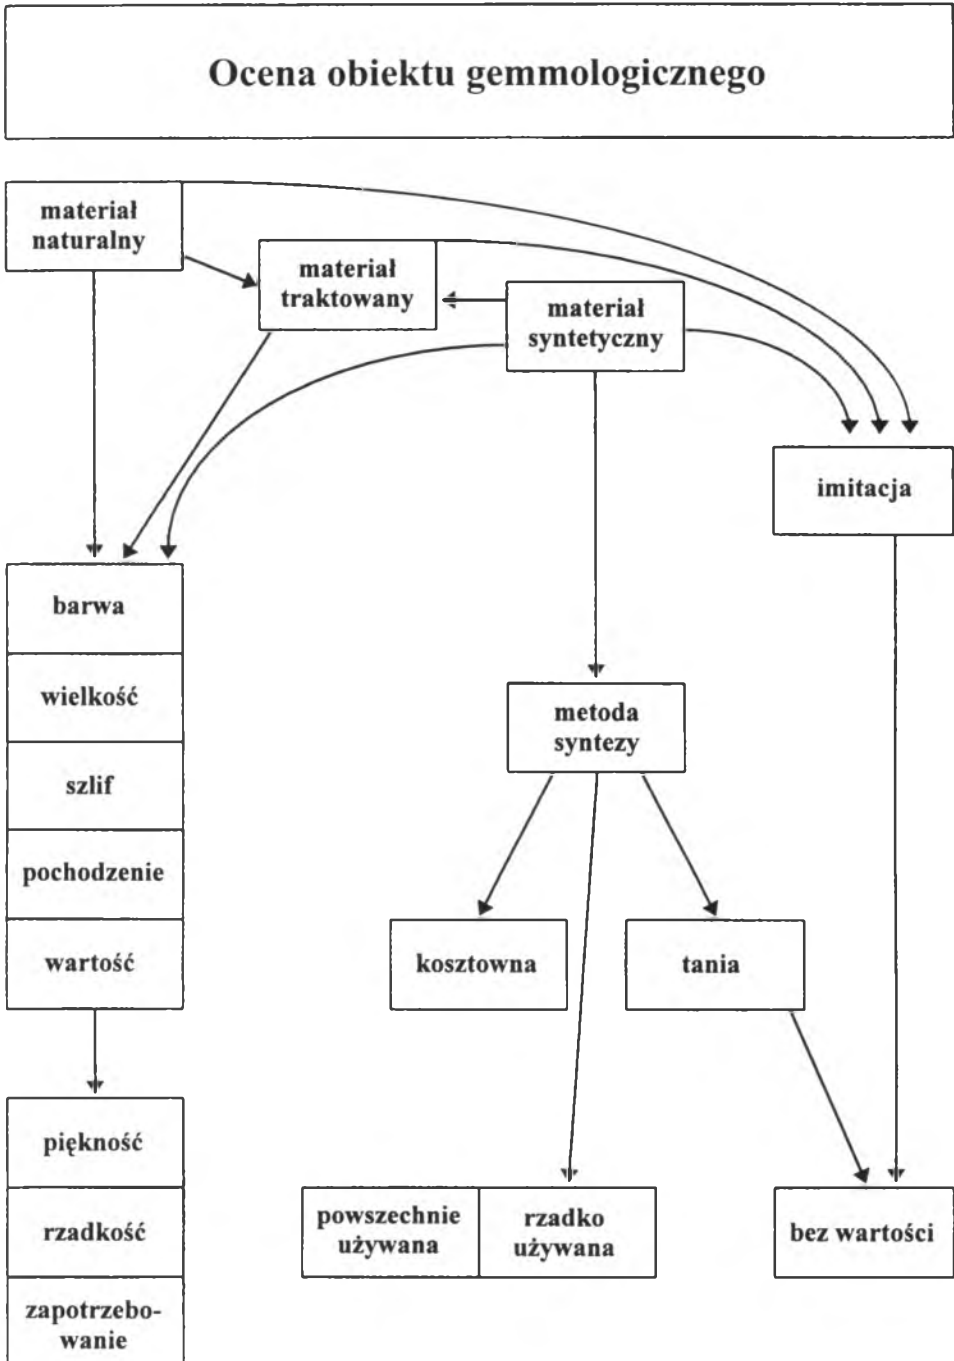 Ocena obiektu gemmologicznego
materiał
naturalny
materiał
traktowany
materiał
syntetyczny
imitacja
barwa
wielkość
szlif
pochodzenie
wartość
metoda
syntezy
kosztowna
tania
piękność
rzadkość
zapotrzebo-
wanie
powszechnie
używana
rzadko
używana
bez wartości